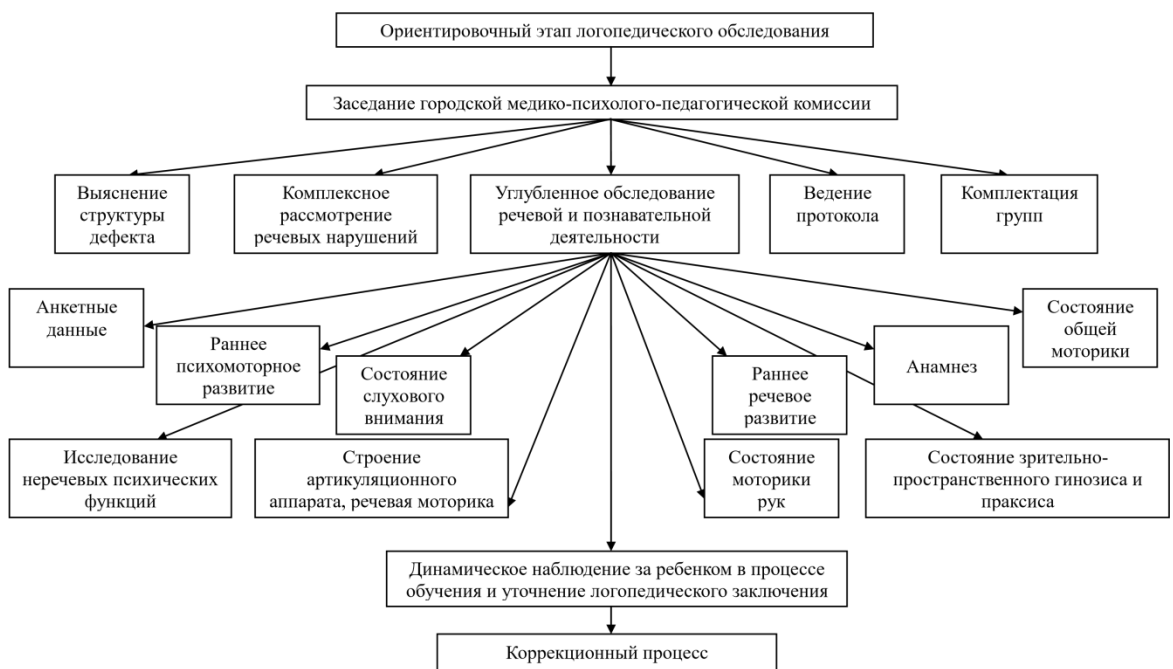 Ориентировочный этап логопедического обследования
Заседание городской медико-психолого-педагогической комиссии
Выяснение
структуры
дефекта
Комплексное
рассмотрение
речевых нарушений
Углубленное обследование
речевой и познавательной
деятельности
Ведение
протокола
Комплектация
групп
Анкетные
данные
Раннее
психомоторное
развитие
Состояние
слухового
внимания
Раннее
речевое
развитие
Анамнез
Состояние
общей
моторики
Исследование
неречевых психических
функций
Строение
артикуляционного
аппарата, речевая моторика
Состояние
моторики
рук
Состояние зрительно-
пространственного гинозиса и
праксиса
Динамическое наблюдение за ребенком в процессе
обучения и уточнение логопедического заключения
Коррекционный процесс